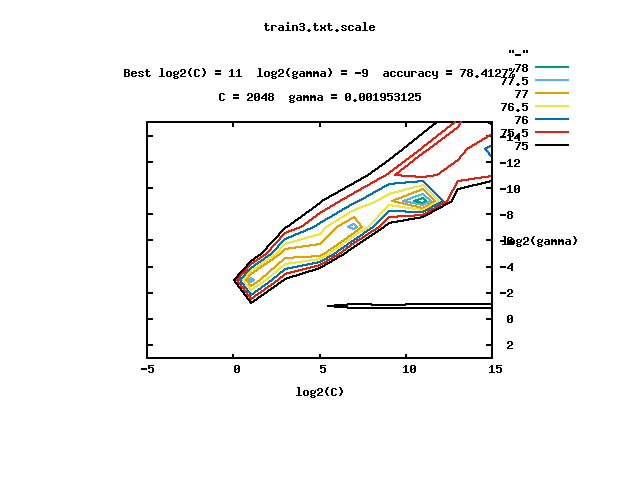 train3.txt.scale
Best log2(C) = 11  log2(gamma) = -9  accuracy = 78.4127%
C = 2048  gamma = 0.001953125
"-"
78
77.5
77
76.5
76
75.5
75
-14
-12
-10
-8
-6
-4
-2
0
2
log2(gamma)
-5 0 5 10 15
log2(C)